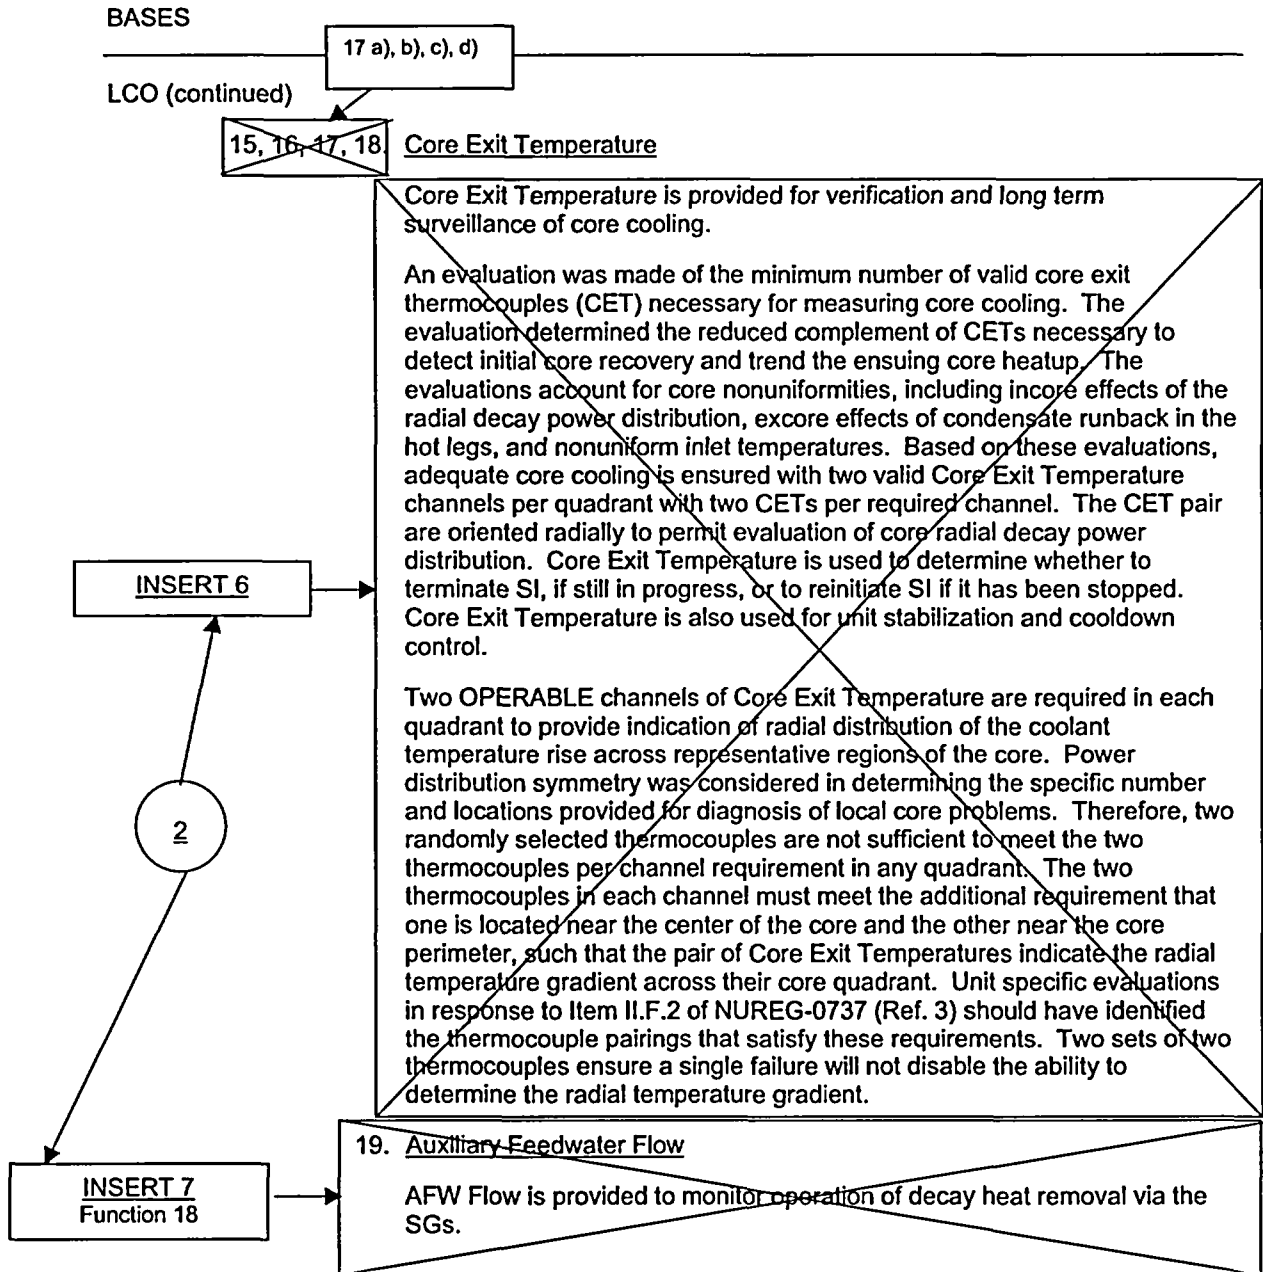 BASES
17 a), b), c), d)
LCO (continued)
15, 16, 17, 18. Core Exit Temperature
Core Exit Temperature is provided for verification and long term
surveillance of core cooling.
An evaluation was made of the minimum number of valid core exit
thermocouples (CET) necessary for measuring core cooling. The
evaluation determined the reduced complement of CETs necessary to
detect initial core recovery and trend the ensuing core heatup. The
evaluations account for core nonuniformities, including incore effects of the
radial decay power distribution, excore effects of condensate runback in the
hot legs, and nonuniform inlet temperatures. Based on these evaluations,
adequate core cooling is ensured with two valid Core Exit Temperature
channels per quadrant with two CETs per required channel. The CET pair
are oriented radially to permit evaluation of core radial decay power
distribution. Core Exit Temperature is used to determine whether to
terminate SI, if still in progress, or to reinitiate SI if it has been stopped.
Core Exit Temperature is also used for unit stabilization and cooldown
control.
INSERT 6
Two OPERABLE channels of Core Exit Temperature are required in each
quadrant to provide indication of radial distribution of the coolant
temperature rise across representative regions of the core. Power
distribution symmetry was considered in determining the specific number
and locations provided for diagnosis of local core problems. Therefore, two
randomly selected thermocouples are not sufficient to meet the two
thermocouples per channel requirement in any quadrant. The two
thermocouples in each channel must meet the additional requirement that
one is located near the center of the core and the other near the core
perimeter, such that the pair of Core Exit Temperatures indicate the radial
temperature gradient across their core quadrant. Unit specific evaluations
in response to Item II.F.2 of NUREG-0737 (Ref. 3) should have identified
the thermocouple pairings that satisfy these requirements. Two sets of two
thermocouples ensure a single failure will not disable the ability to
determine the radial temperature gradient.
2
19. Auxiliary Feedwater Flow
INSERT 7
Function 18
AFW Flow is provided to monitor operation of decay heat removal via the
SGs.